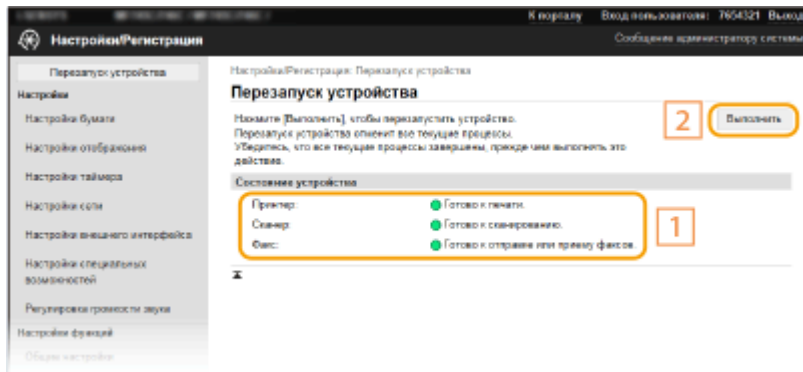 К порталу Вход пользователя: 7654321 Выход
Настройки/Регистрация
Сообщение администратору системы
Перезапуск устройства
Настройки
Настройки бумаги
Настройки отображения
Настройки таймера
Настройки сети
Настройки внешнего интерфейса
Настройки специальных
возможностей
Регулировка громкости звука
Настройки функций
Общие настройки
Настройки/Регистрация: Перезапуск устройства
Перезапуск устройства
Нажмите [Выполнить], чтобы перезапустить устройство.
Перезапуск устройства отменит все текущие процессы.
Убедитесь, что все текущие процессы завершены, прежде чем выполнять это
действие.
2
Выполнить
Состояние устройства
Принтер: Готово к печати.
Сканер: Готово к сканированию.
Факс: Готово к отправке или приему факсов.
1